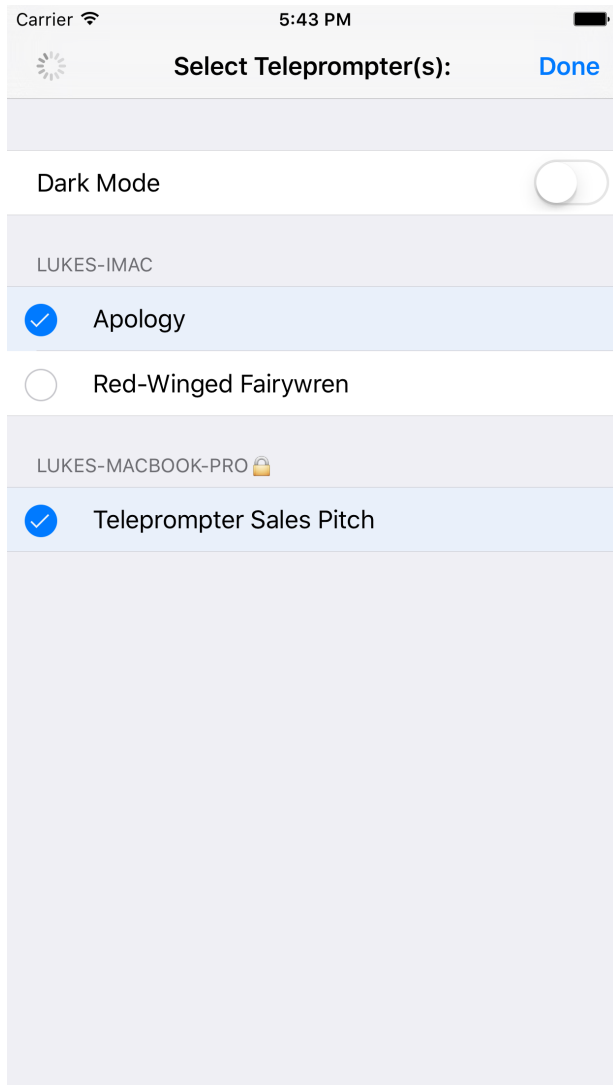 Carrier 5:43 PM
Select Teleprompter(s): Done
Dark Mode
LUKES-IMAC
Apology
Red-Winged Fairywren
LUKES-MACBOOK-PRO🔒
Teleprompter Sales Pitch